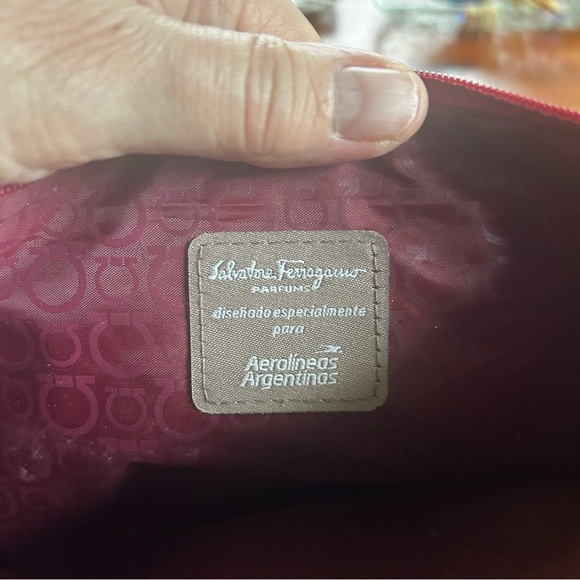 Salvatore Ferragamo
PARFUMS
diseñado especialmente
para
Aerolíneas
Argentinas